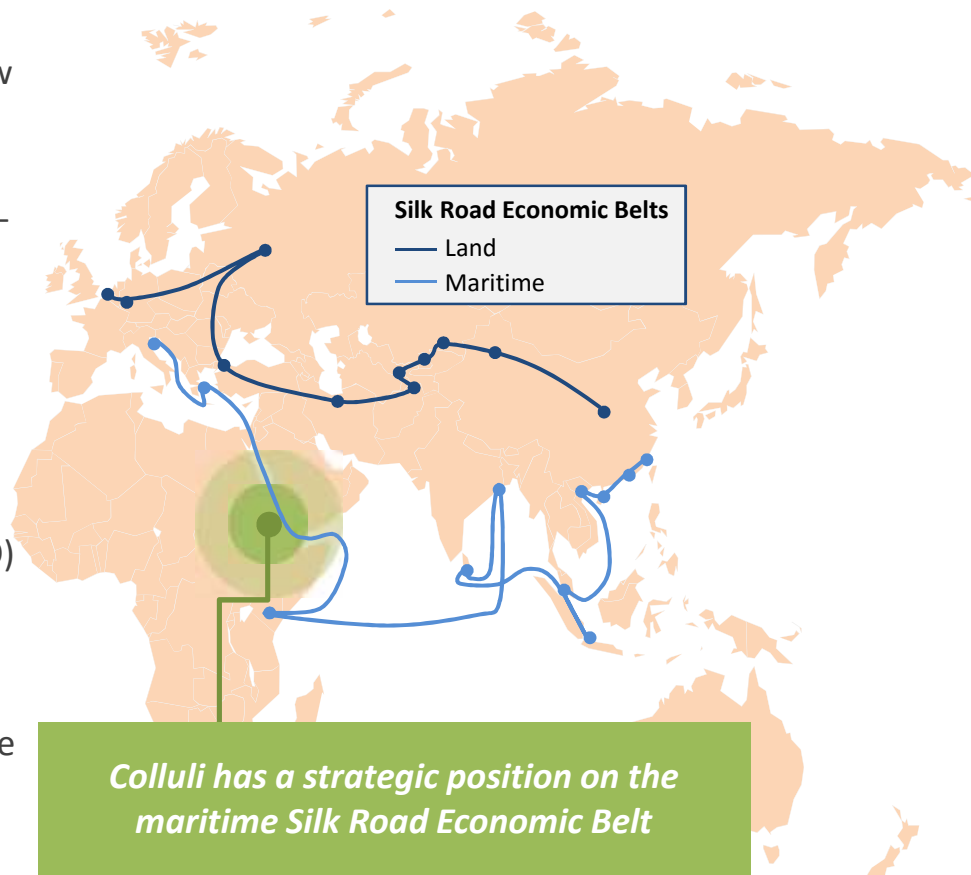 w
Silk Road Economic Belts
–
Land
Maritime
)
e
Colluli has a strategic position on the
maritime Silk Road Economic Belt